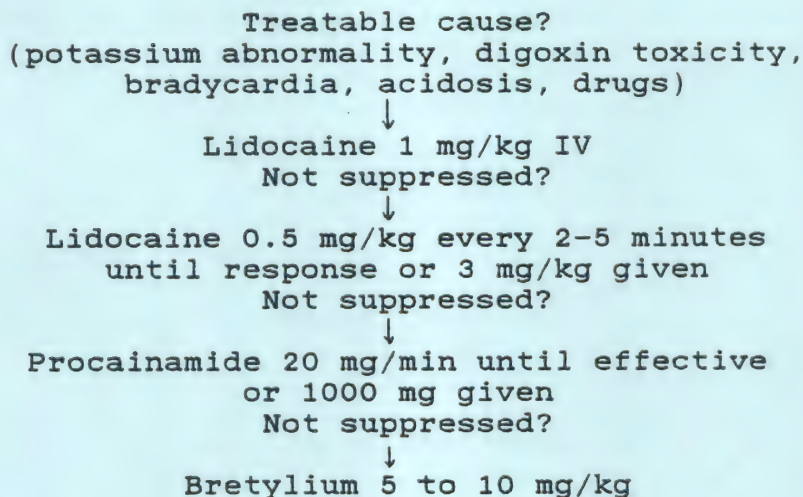 Treatable cause?
(potassium abnormality, digoxin toxicity,
bradycardia, acidosis, drugs)
↓
Lidocaine 1 mg/kg IV
Not suppressed?
↓
Lidocaine 0.5 mg/kg every 2-5 minutes
until response or 3 mg/kg given
Not suppressed?
↓
Procainamide 20 mg/min until effective
or 1000 mg given
Not suppressed?
↓
Bretylium 5 to 10 mg/kg